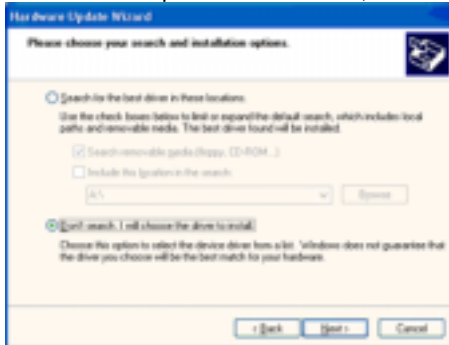 Hardware Update Wizard
Please choose your search and installation options.
Search for the best driver in these locations.
Use the check boxes below to limit or expand the default search, which includes local
paths and removable media. The best driver found will be installed.
Search removable media (floppy, CD-ROM...)
Include this location in the search:
A:\
Browse
Don't search. I will choose the driver to install.
Choose this option to select the device driver from a list. Windows does not guarantee that
the driver you choose will be the best match for your hardware.
< Back
Next >
Cancel